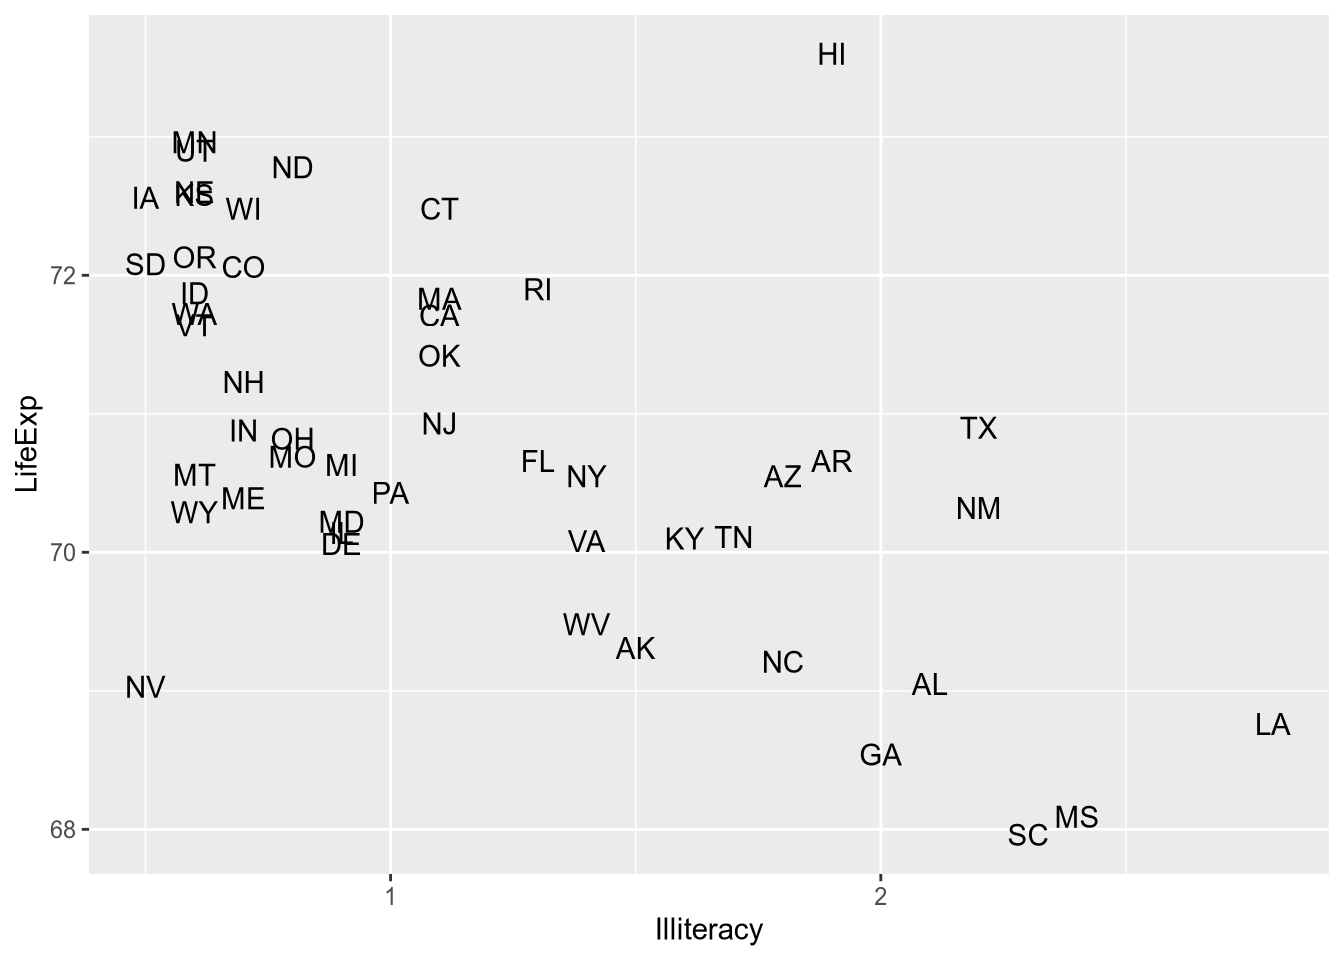 HI
MN
UT
ND
NE
KS
IA
WI
CT
OR
SD
CO
72
ID
RI
MA
WA
CA
VT
OK
NH
NJ
TX
IN
OH
MO
MI
FL
AR
MT
NY
AZ
PA
ME
WY
NM
MD
IL
DE
VA
KY
TN
70
WV
AK
NC
NV
AL
LA
GA
MS
SC
68
LifeExp
1
2
Illiteracy